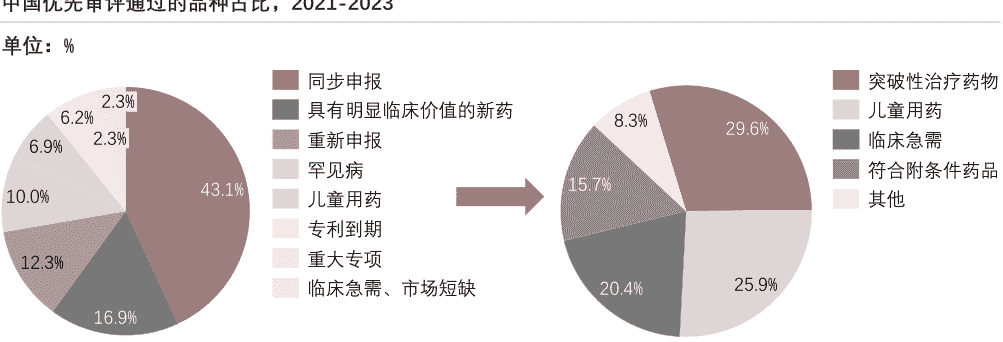 中国优先审评通过的品种占比，2021-2023
单位：%
2.3%
6.2%
2.3%
6.9%
10.0%
12.3%
16.9%
43.1%
同步申报
具有明显临床价值的新药
重新申报
罕见病
儿童用药
专利到期
重大专项
临床急需、市场短缺
8.3%
29.6%
15.7%
20.4%
25.9%
突破性治疗药物
儿童用药
临床急需
符合附条件药品
其他